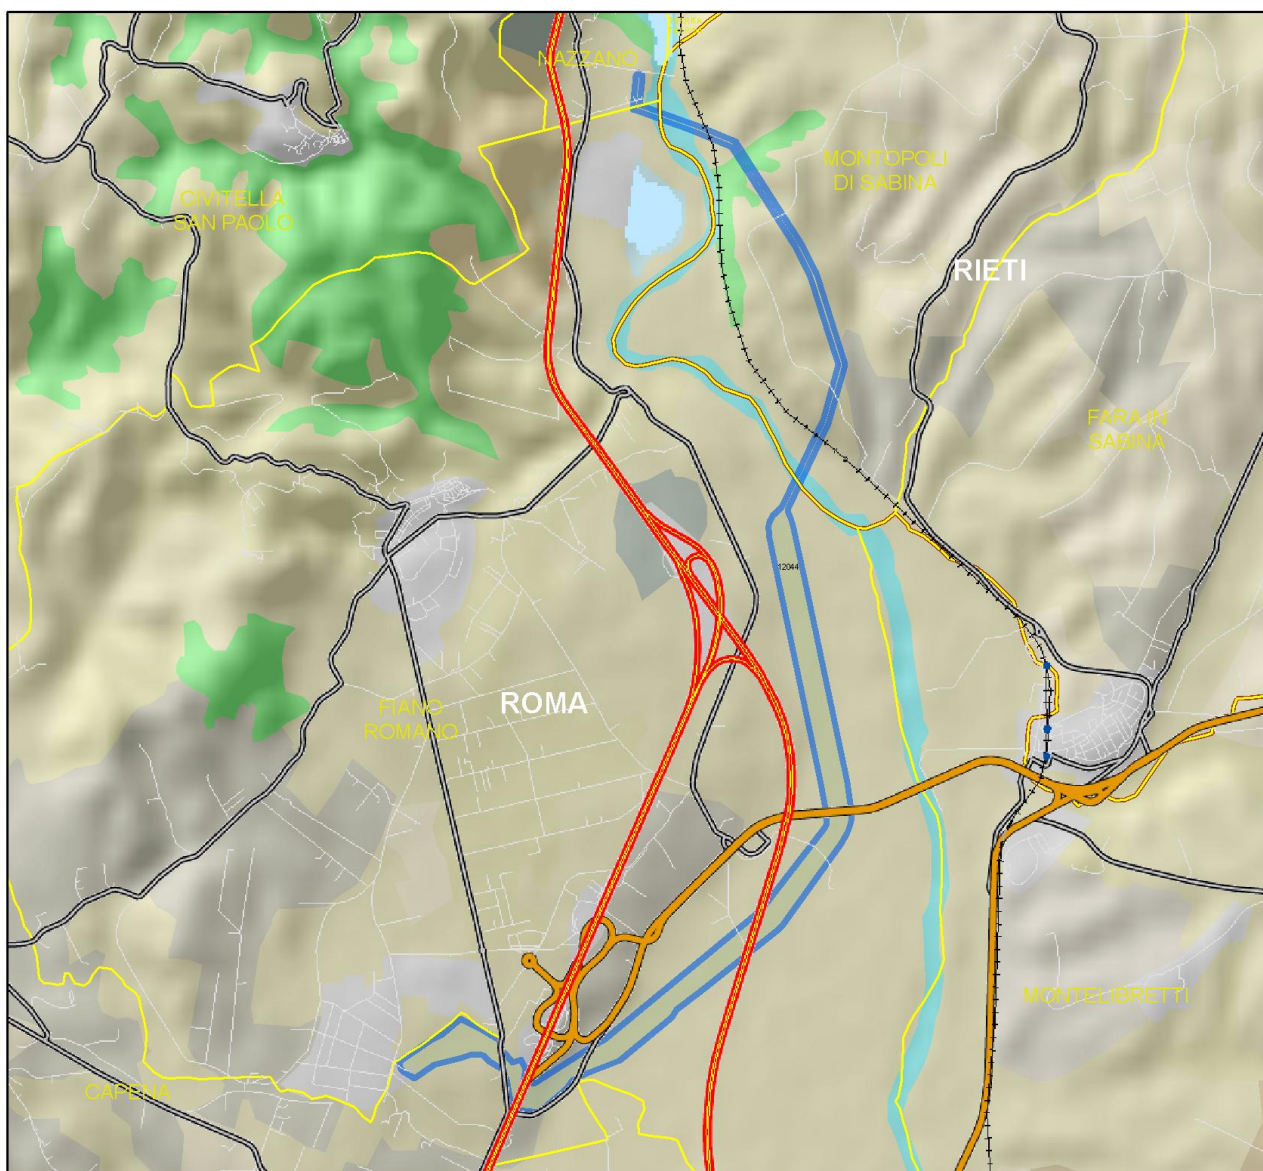 NAZZANO
MONTOPOLI
DI SABINA
CIVITELLA
SAN PAOLO
RIETI
FARA IN
SABINA
12044
ROMA
FIANO
ROMANO
MONTELIBRETTI
CAPENA